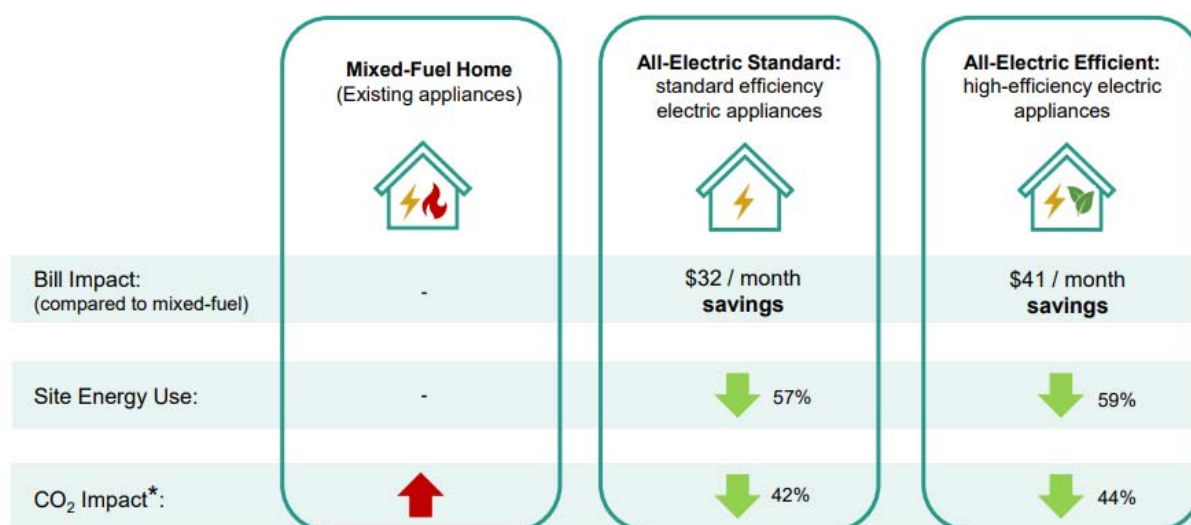 Mixed-Fuel Home
(Existing appliances)
All-Electric Standard:
standard efficiency
electric appliances
All-Electric Efficient:
high-efficiency electric
appliances
Bill Impact:
(compared to mixed-fuel)
-
$32 / month
savings
$41 / month
savings
Site Energy Use:
-
57%
59%
CO₂ Impact*:
42%
44%